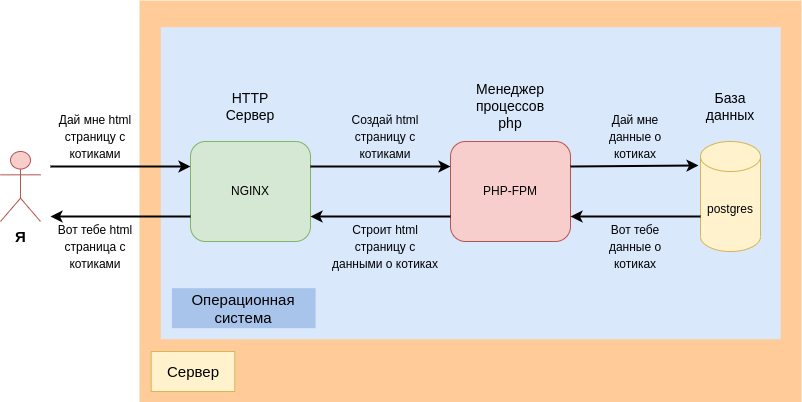 HTTP
Сервер
Менеджер
процессов
php
База
данных
Дай мне html
страницу с
котиками
Создай html
страницу с
котиками
Дай мне
данные о
котиках
NGINX
PHP-FPM
postgres
Я
Вот тебе html
страница с
котиками
Строит html
страницу с
данными о котиках
Вот тебе
данные о
котиках
Операционная
система
Сервер